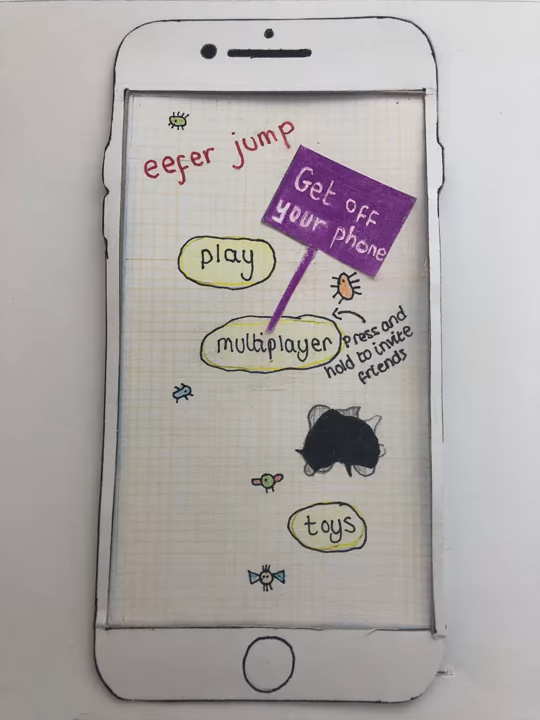 eefer jump
Get off
your phone
play
multiplayer
Press and
hold to invite
friends
toys